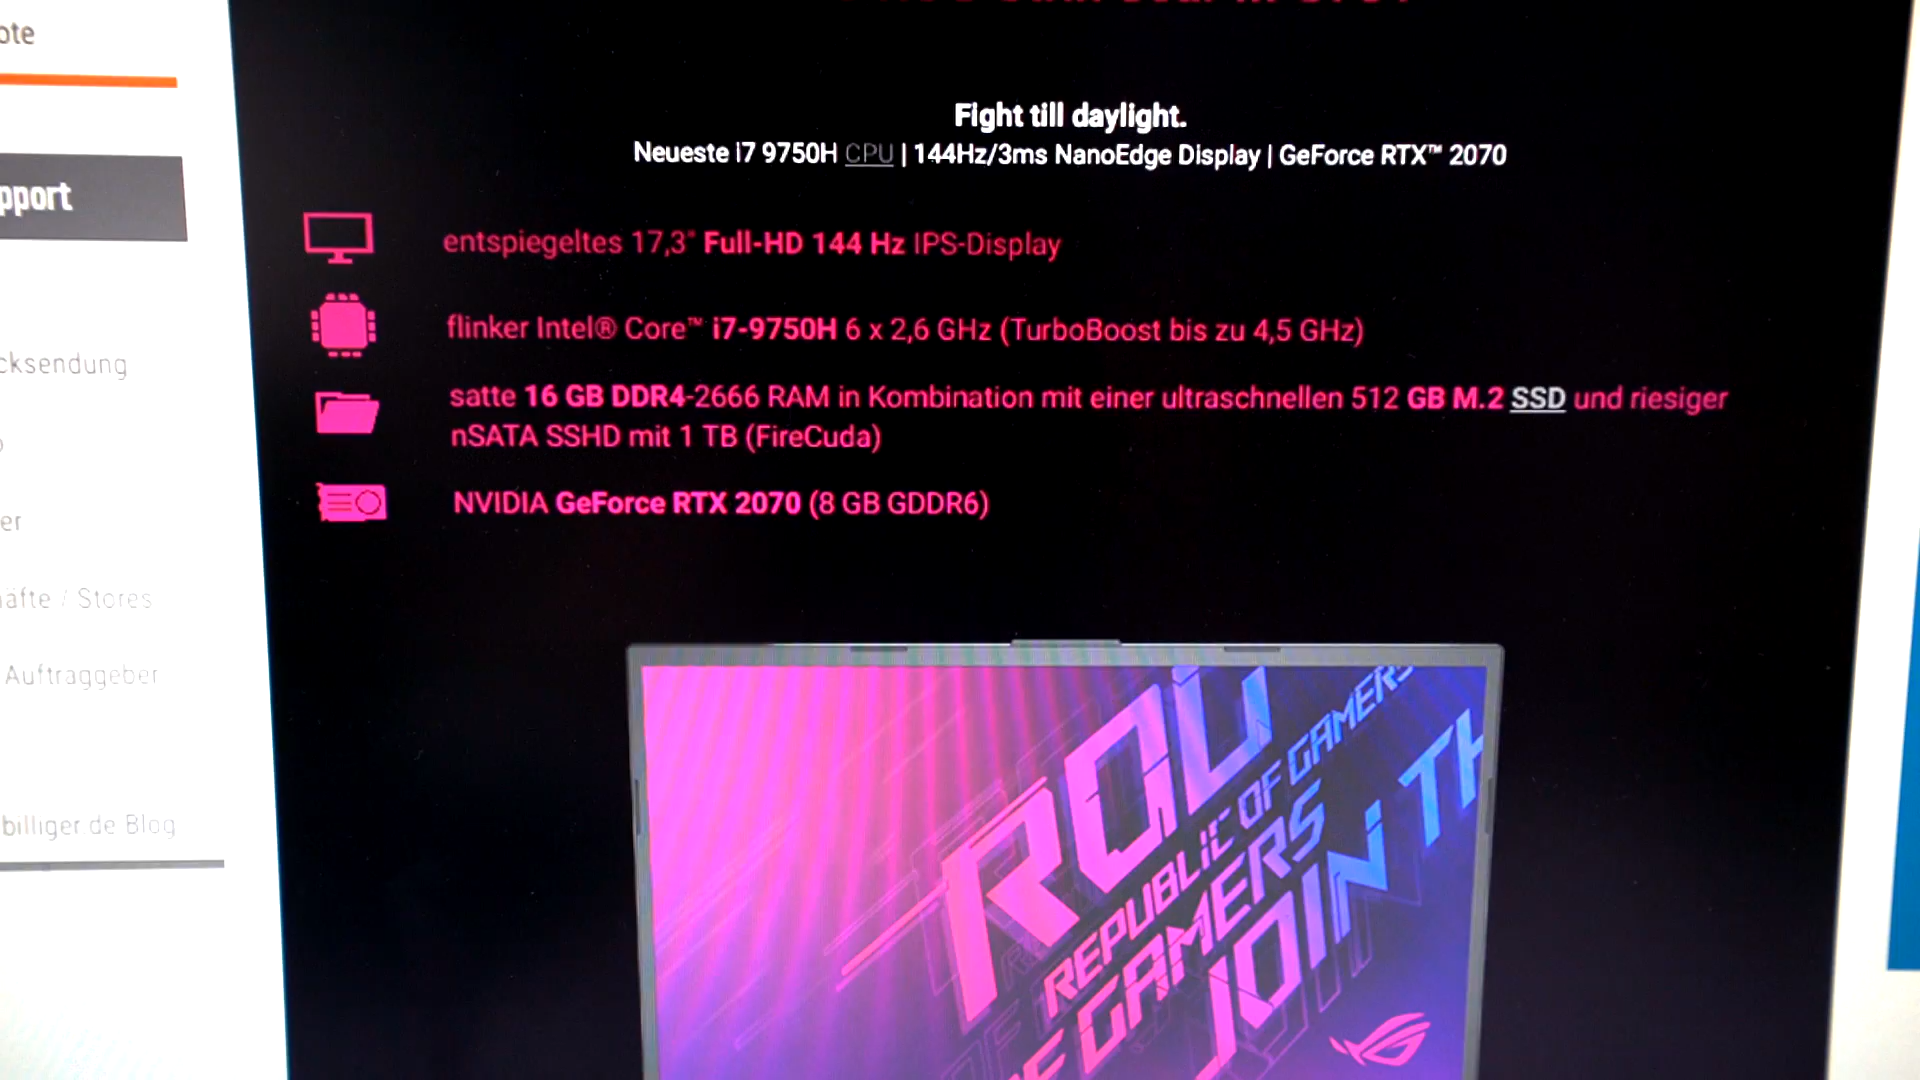 Fight till daylight.
Neueste i7 9750H CPU | 144Hz/3ms NanoEdge Display | GeForce RTX™ 2070
entspiegeltes 17,3" Full-HD 144 Hz IPS-Display
flinker Intel® Core™ i7-9750H 6 x 2,6 GHz (TurboBoost bis zu 4,5 GHz)
satte 16 GB DDR4-2666 RAM in Kombination mit einer ultraschnellen 512 GB M.2 SSD und riesiger
nSATA SSHD mit 1 TB (FireCuda)
NVIDIA GeForce RTX 2070 (8 GB GDDR6)
ote
pport
cksendung
er
äfte / Stores
Auftraggeber
billiger.de Blog
ROG
REPUBLIC OF GAMERS
OF GAMERS
JOIN TH